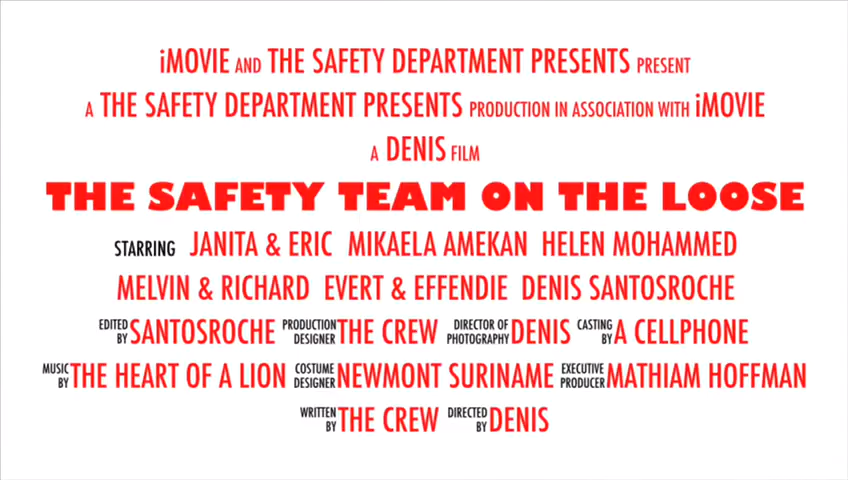 iMOVIE AND THE SAFETY DEPARTMENT PRESENTS PRESENT
A THE SAFETY DEPARTMENT PRESENTS PRODUCTION IN ASSOCIATION WITH iMOVIE
A DENIS FILM
THE SAFETY TEAM ON THE LOOSE
STARRING JANITA & ERIC MIKAELA AMEKAN HELEN MOHAMMED
MELVIN & RICHARD EVERT & EFFENDIE DENIS SANTOSROCHE
EDITED BY SANTOSROCHE PRODUCTION DESIGNER THE CREW DIRECTOR OF PHOTOGRAPHY DENIS CASTING BY A CELLPHONE
MUSIC BY THE HEART OF A LION COSTUME DESIGNER NEWMONT SURINAME EXECUTIVE PRODUCER MATHIAM HOFFMAN
WRITTEN BY THE CREW DIRECTED BY DENIS